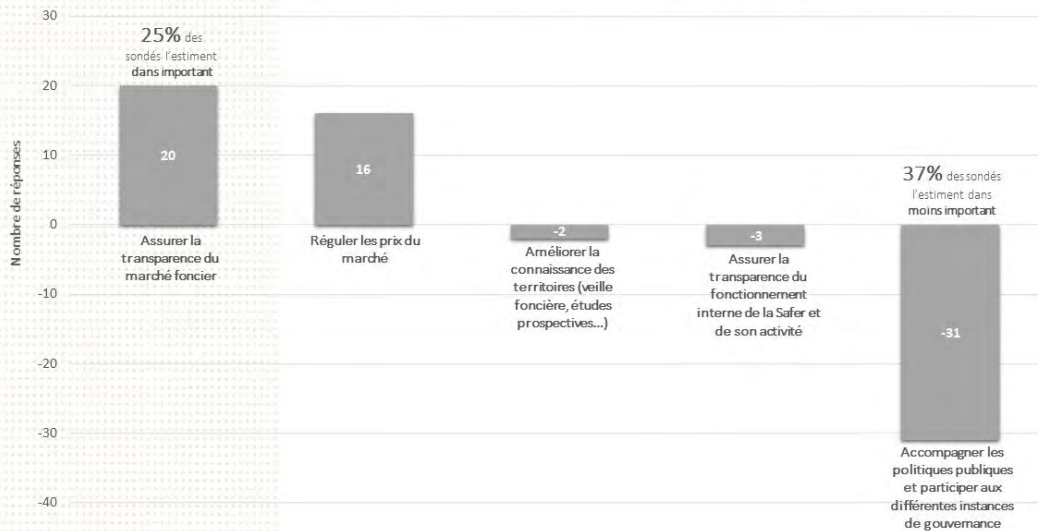 30
20
10
0
-10
-20
-30
-40
Nombre de réponses
25% des
sondés l'estiment
dans important
20
Assurer la
transparence du
marché foncier
16
Réguler les prix du
marché
-2
Améliorer la
connaissance des
territoires (veille
foncière, études
prospectives...)
-3
Assurer la
transparence du
fonctionnement
interne de la Safer et
de son activité
37% des sondés
l'estiment dans
moins important
-31
Accompagner les
politiques publiques
et participer aux
différentes instances
de gouvernance